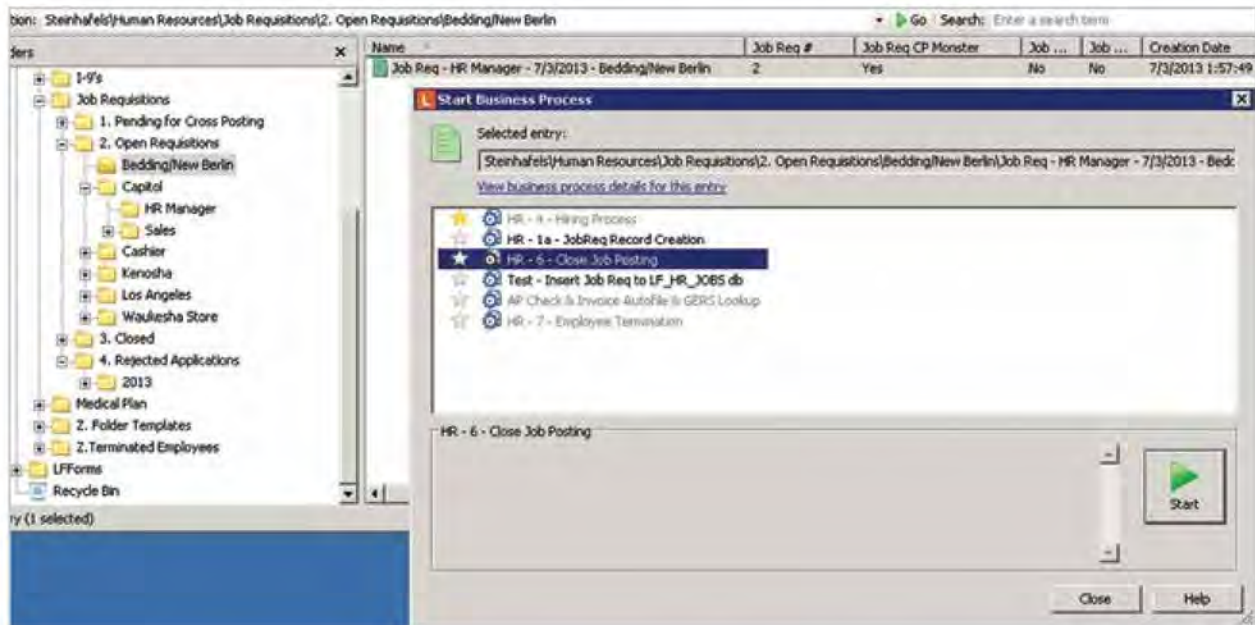 tion: Steinhafels\Human Resources\Job Requisitions\2. Open Requisitions\Bedding/New Berlin
Go Search: Enter a search term
ders x
I-9's
Job Requisitions
1. Pending for Cross Posting
2. Open Requisitions
Bedding/New Berlin
Capitol
HR Manager
Sales
Cashier
Kenosha
Los Angeles
Waukesha Store
3. Closed
4. Rejected Applications
2013
Medical Plan
Z. Folder Templates
Z.Terminated Employees
LFForms
Recycle Bin
ry (1 selected)
Name Job Req # Job Req CP Monster Job ... Job ... Creation Date
Job Req - HR Manager - 7/3/2013 - Bedding/New Berlin 2 Yes No No 7/3/2013 1:57:49
L Start Business Process X
Selected entry:
Steinhafels\Human Resources\Job Requisitions\2. Open Requisitions\Bedding/New Berlin\Job Req - HR Manager - 7/3/2013 - Bedc
View business process details for this entry
HR - 4 - Hiring Process
HR - 1a - JobReq Record Creation
HR - 6 - Close Job Posting
Test - Insert Job Req to LF_HR_JOBS db
AP Check & Invoice Autofile & GERS Lookup
HR - 7 - Employee Termination
HR - 6 - Close Job Posting
Start
Close Help